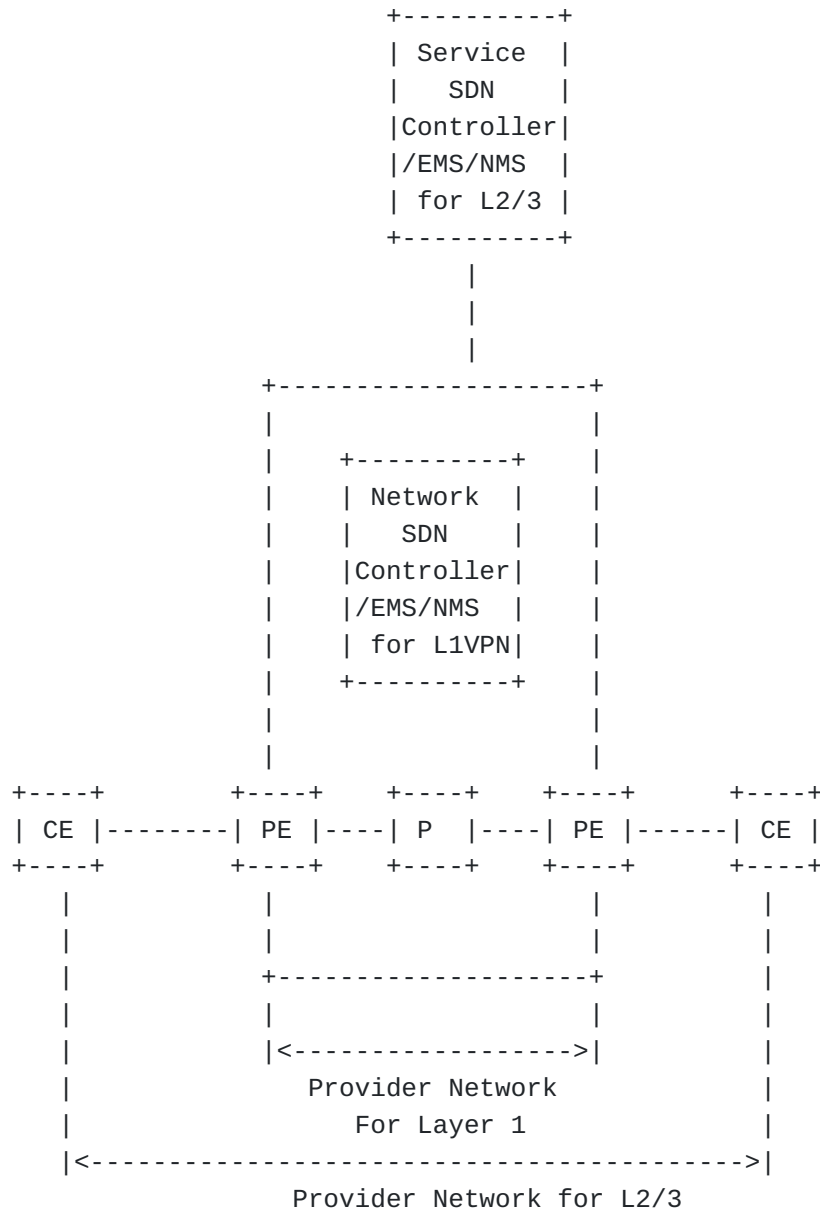 Service
SDN
Controller
/EMS/NMS
for L2/3
Network
SDN
Controller
/EMS/NMS
for L1VPN
CE PE P PE CE
Provider Network
For Layer 1
Provider Network for L2/3